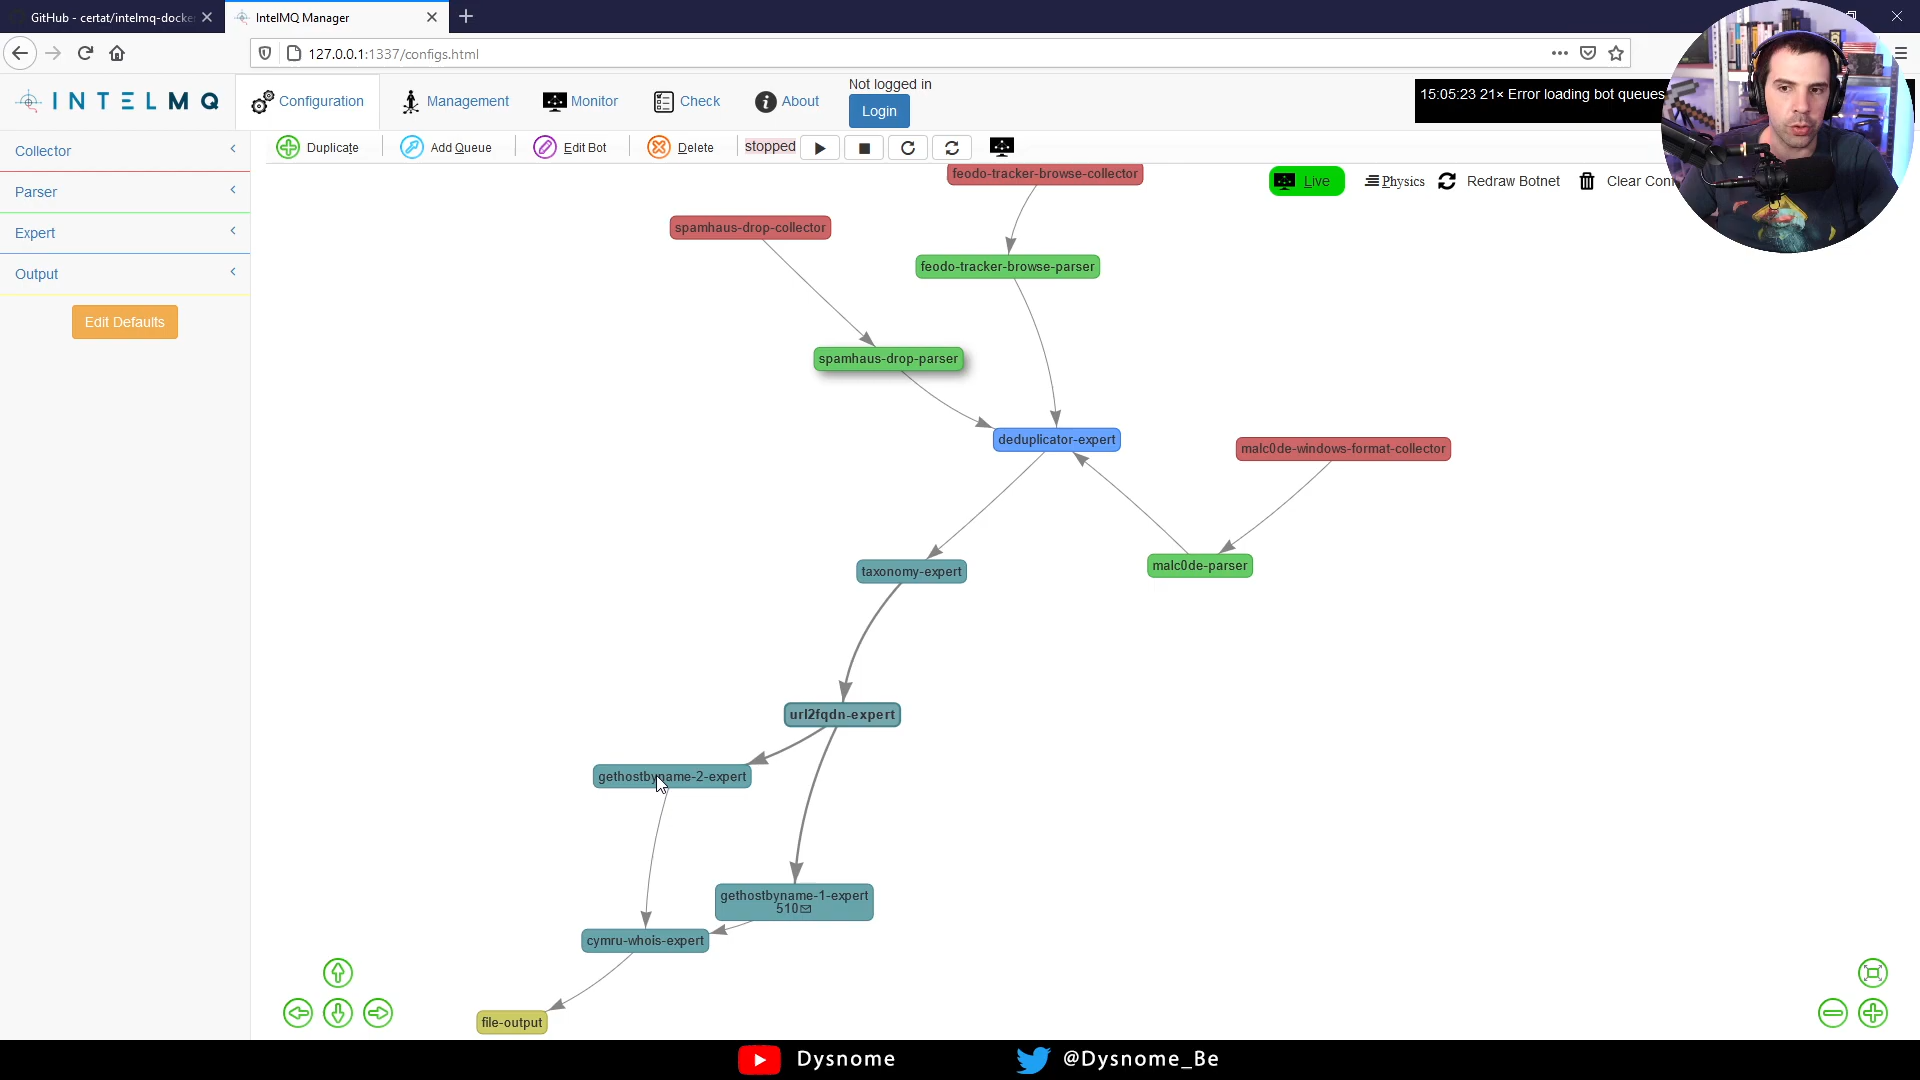 GitHub - certat/intelmq-docke
IntelMQ Manager
127.0.0.1:1337/configs.html
INTELMQ
Configuration
Management
Monitor
Check
About
Not logged in
Login
15:05:23 21× Error loading bot queues
Collector
Parser
Expert
Output
Edit Defaults
Duplicate
Add Queue
Edit Bot
Delete
stopped
Live
Physics
Redraw Botnet
Clear Con
feodo-tracker-browse-collector
spamhaus-drop-collector
feodo-tracker-browse-parser
spamhaus-drop-parser
deduplicator-expert
malc0de-windows-format-collector
taxonomy-expert
malc0de-parser
url2fqdn-expert
gethostbyname-2-expert
gethostbyname-1-expert
510
cymru-whois-expert
file-output
Dysnome
@Dysnome_Be